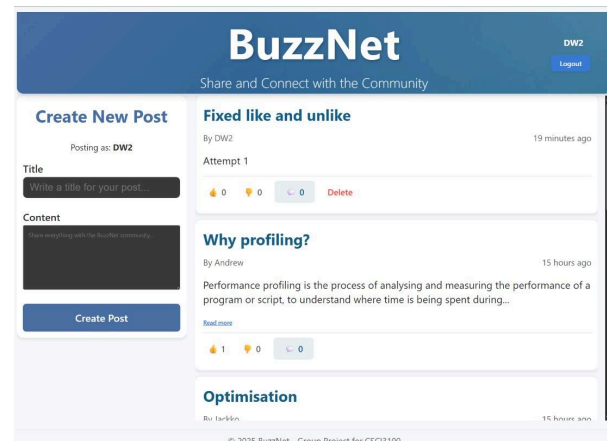 BuzzNet
Share and Connect with the Community
DW2
Logout
Create New Post
Posting as: DW2
Title
Write a title for your post...
Content
Share everything with the BuzzNet community...
Create Post
Fixed like and unlike
By DW2 19 minutes ago
Attempt 1
0 0 0 Delete
Why profiling?
By Andrew 15 hours ago
Performance profiling is the process of analysing and measuring the performance of a
program or script, to understand where time is being spent during...
Read more
1 0 0
Optimisation
By Jackko 15 hours ago
© 2025 BuzzNet - Group Project for CSCI3100